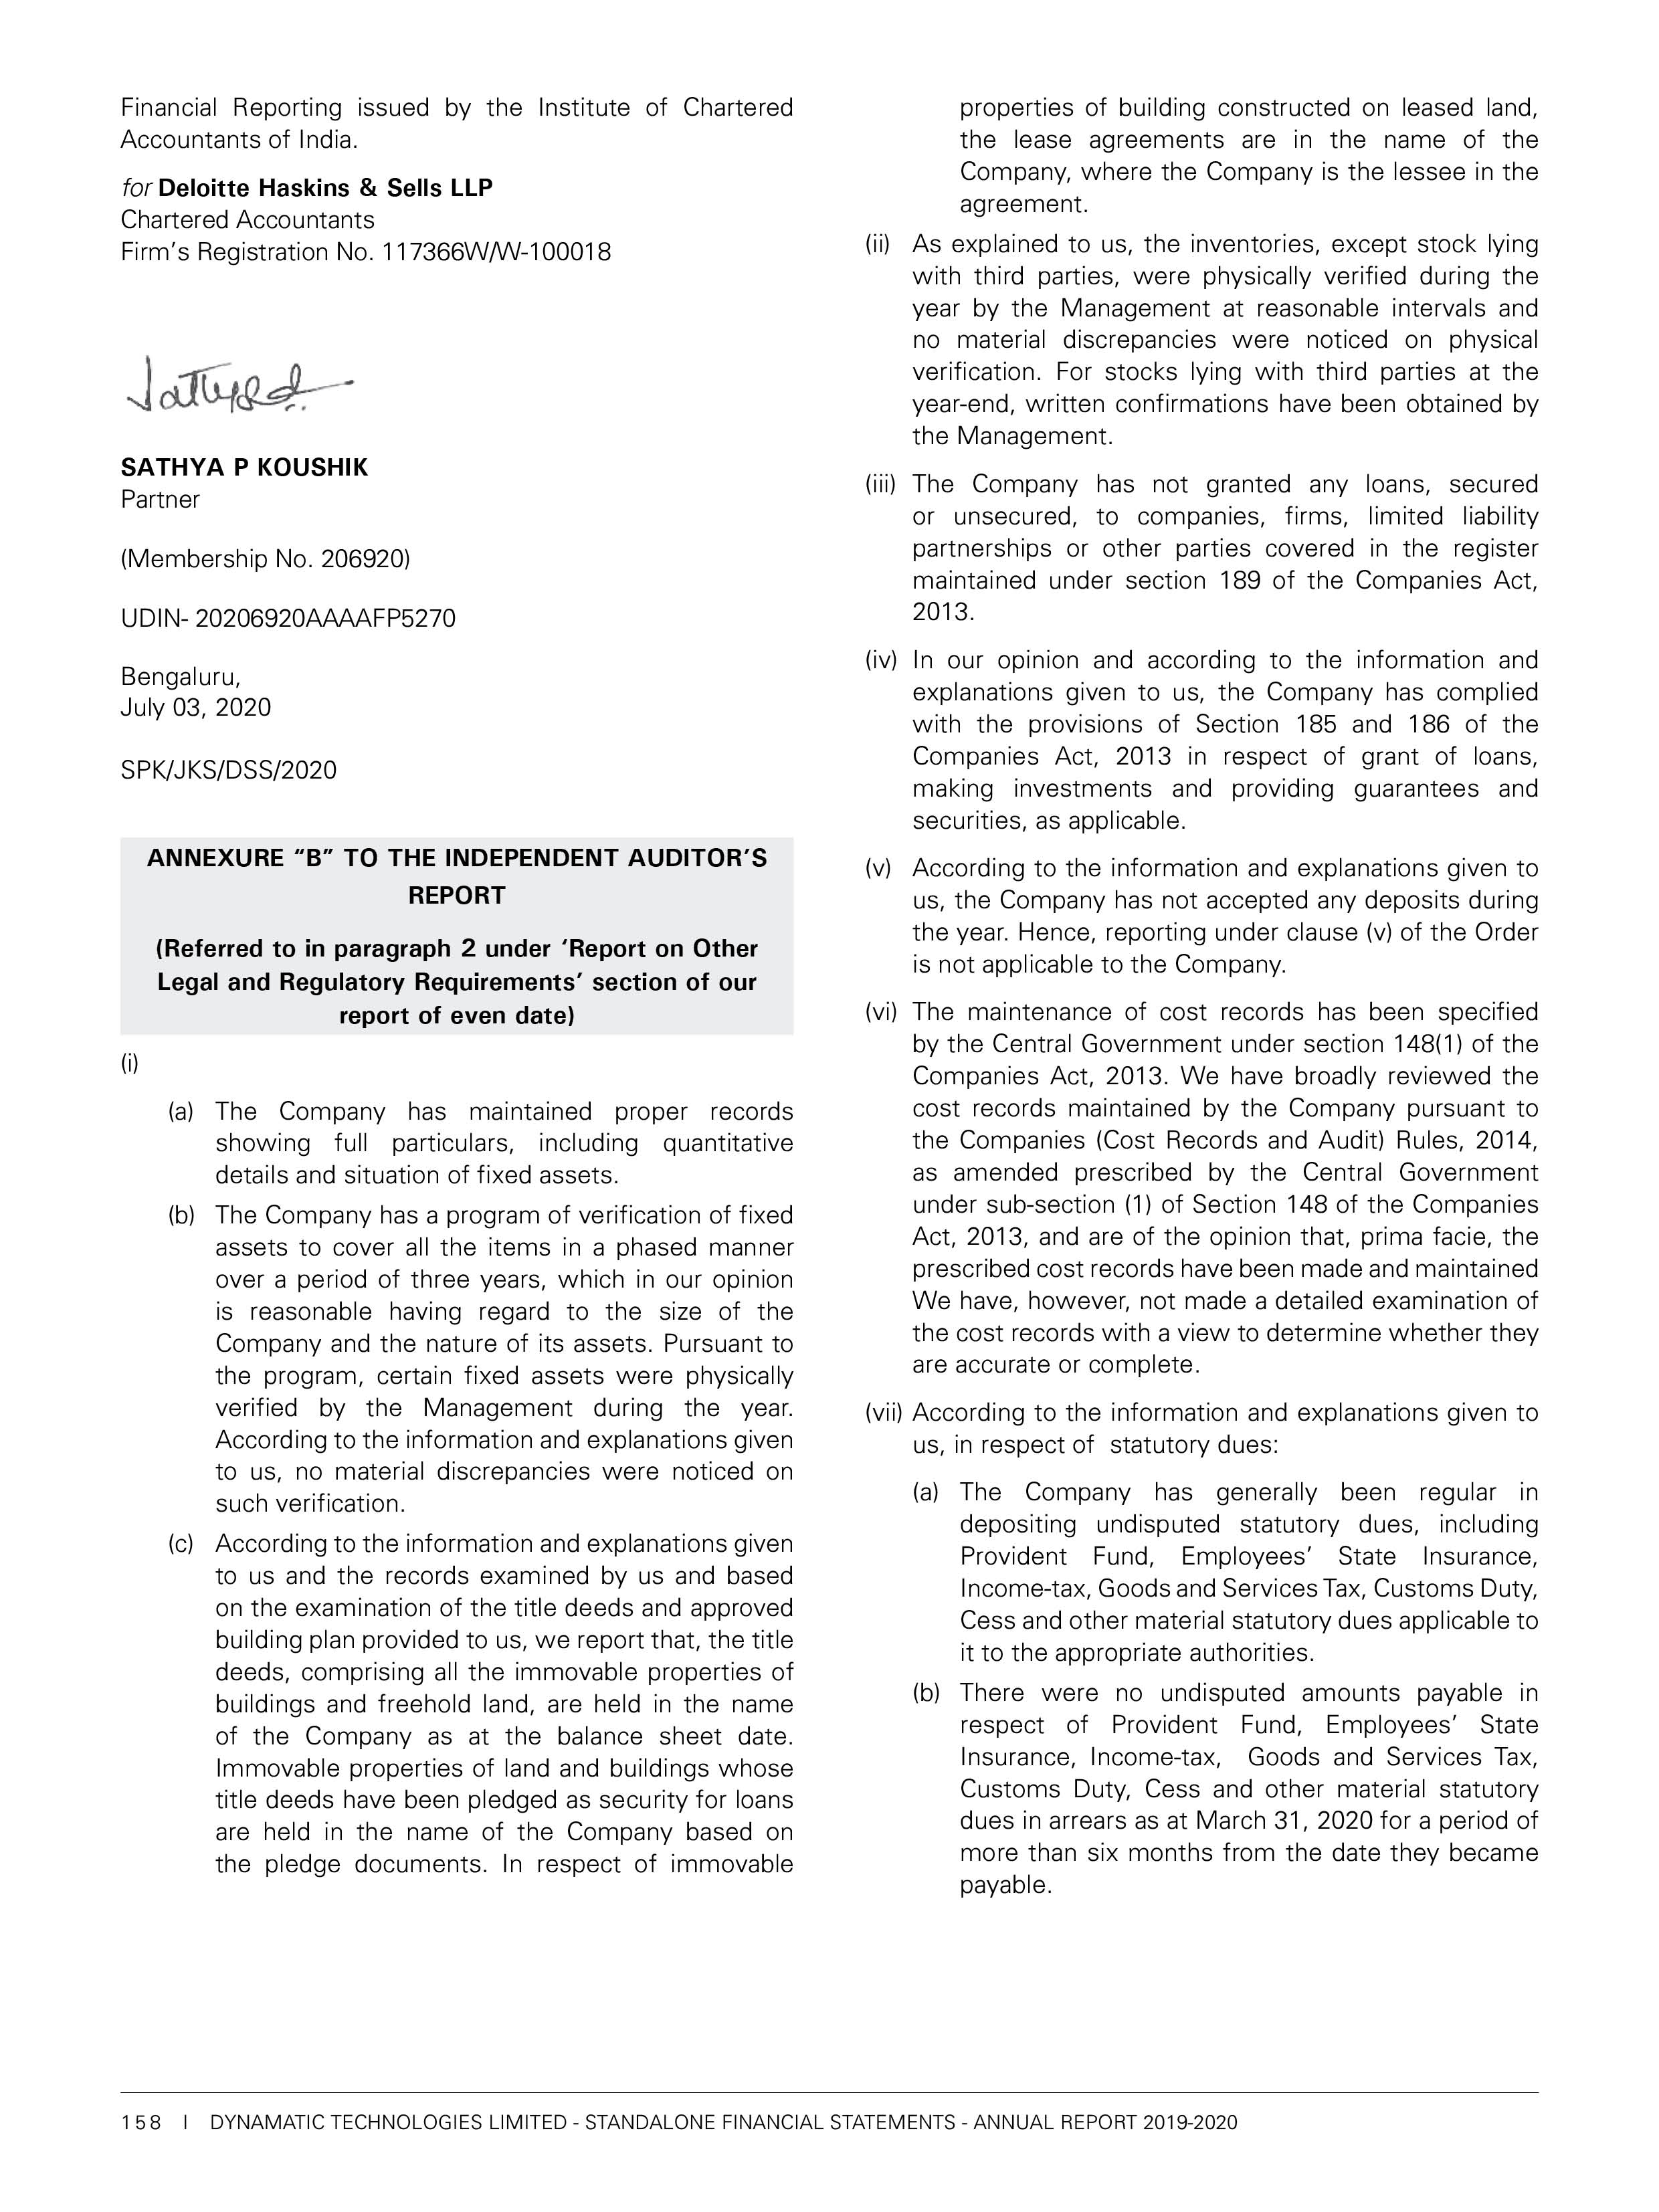 Financial Reporting issued by the Institute of Chartered
Accountants of India.
for Deloitte Haskins & Sells LLP
Chartered Accountants
Firm's Registration No. 117366W/W-100018
SATHYA P KOUSHIK
Partner
(Membership No. 206920)
UDIN- 20206920AAAAFP5270
Bengaluru,
July 03, 2020
SPK/JKS/DSS/2020
ANNEXURE “B” TO THE INDEPENDENT AUDITOR’S
REPORT
(Referred to in paragraph 2 under ‘Report on Other
Legal and Regulatory Requirements’ section of our
report of even date)
(i)
(a) The Company has maintained proper records
showing full particulars, including quantitative
details and situation of fixed assets.
(b) The Company has a program of verification of fixed
assets to cover all the items in a phased manner
over a period of three years, which in our opinion
is reasonable having regard to the size of the
Company and the nature of its assets. Pursuant to
the program, certain fixed assets were physically
verified by the Management during the year.
According to the information and explanations given
to us, no material discrepancies were noticed on
such verification.
(c) According to the information and explanations given
to us and the records examined by us and based
on the examination of the title deeds and approved
building plan provided to us, we report that, the title
deeds, comprising all the immovable properties of
buildings and freehold land, are held in the name
of the Company as at the balance sheet date.
Immovable properties of land and buildings whose
title deeds have been pledged as security for loans
are held in the name of the Company based on
the pledge documents. In respect of immovable
properties of building constructed on leased land,
the lease agreements are in the name of the
Company, where the Company is the lessee in the
agreement.
(ii) As explained to us, the inventories, except stock lying
with third parties, were physically verified during the
year by the Management at reasonable intervals and
no material discrepancies were noticed on physical
verification. For stocks lying with third parties at the
year-end, written confirmations have been obtained by
the Management.
(iii) The Company has not granted any loans, secured
or unsecured, to companies, firms, limited liability
partnerships or other parties covered in the register
maintained under section 189 of the Companies Act,
2013.
(iv) In our opinion and according to the information and
explanations given to us, the Company has complied
with the provisions of Section 185 and 186 of the
Companies Act, 2013 in respect of grant of loans,
making investments and providing guarantees and
securities, as applicable.
(v) According to the information and explanations given to
us, the Company has not accepted any deposits during
the year. Hence, reporting under clause (v) of the Order
is not applicable to the Company.
(vi) The maintenance of cost records has been specified
by the Central Government under section 148(1) of the
Companies Act, 2013. We have broadly reviewed the
cost records maintained by the Company pursuant to
the Companies (Cost Records and Audit) Rules, 2014,
as amended prescribed by the Central Government
under sub-section (1) of Section 148 of the Companies
Act, 2013, and are of the opinion that, prima facie, the
prescribed cost records have been made and maintained
We have, however, not made a detailed examination of
the cost records with a view to determine whether they
are accurate or complete.
(vii) According to the information and explanations given to
us, in respect of statutory dues:
(a) The Company has generally been regular in
depositing undisputed statutory dues, including
Provident Fund, Employees’ State Insurance,
Income-tax, Goods and Services Tax, Customs Duty,
Cess and other material statutory dues applicable to
it to the appropriate authorities.
(b) There were no undisputed amounts payable in
respect of Provident Fund, Employees’ State
Insurance, Income-tax, Goods and Services Tax,
Customs Duty, Cess and other material statutory
dues in arrears as at March 31, 2020 for a period of
more than six months from the date they became
payable.
158 I DYNAMATIC TECHNOLOGIES LIMITED - STANDALONE FINANCIAL STATEMENTS - ANNUAL REPORT 2019-2020